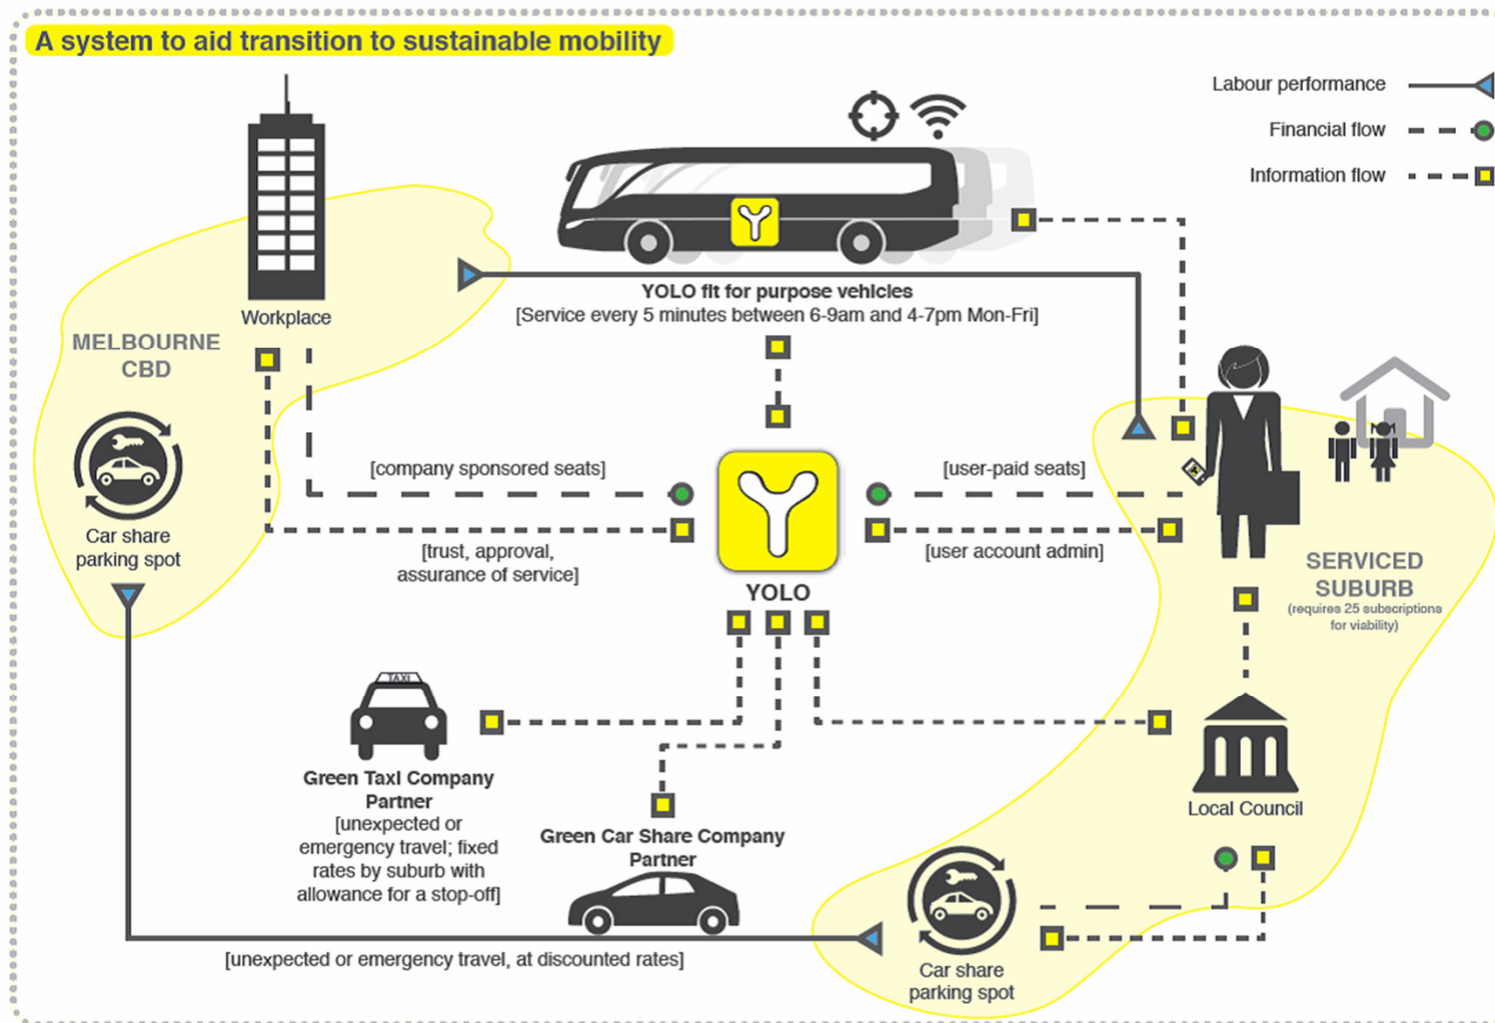 A system to aid transition to sustainable mobility
Labour performance
Financial flow
Information flow
Workplace
MELBOURNE
CBD
YOLO fit for purpose vehicles
[Service every 5 minutes between 6-9am and 4-7pm Mon-Fri]
Car share
parking spot
[company sponsored seats]
[trust, approval,
assurance of service]
Y
YOLO
[user-paid seats]
[user account admin]
SERVICED
SUBURB
(requires 25 subscriptions
for viability)
TAXI
Green Taxi Company
Partner
[unexpected or
emergency travel; fixed
rates by suburb with
allowance for a stop-off]
Green Car Share Company
Partner
Local Council
[unexpected or emergency travel, at discounted rates]
Car share
parking spot